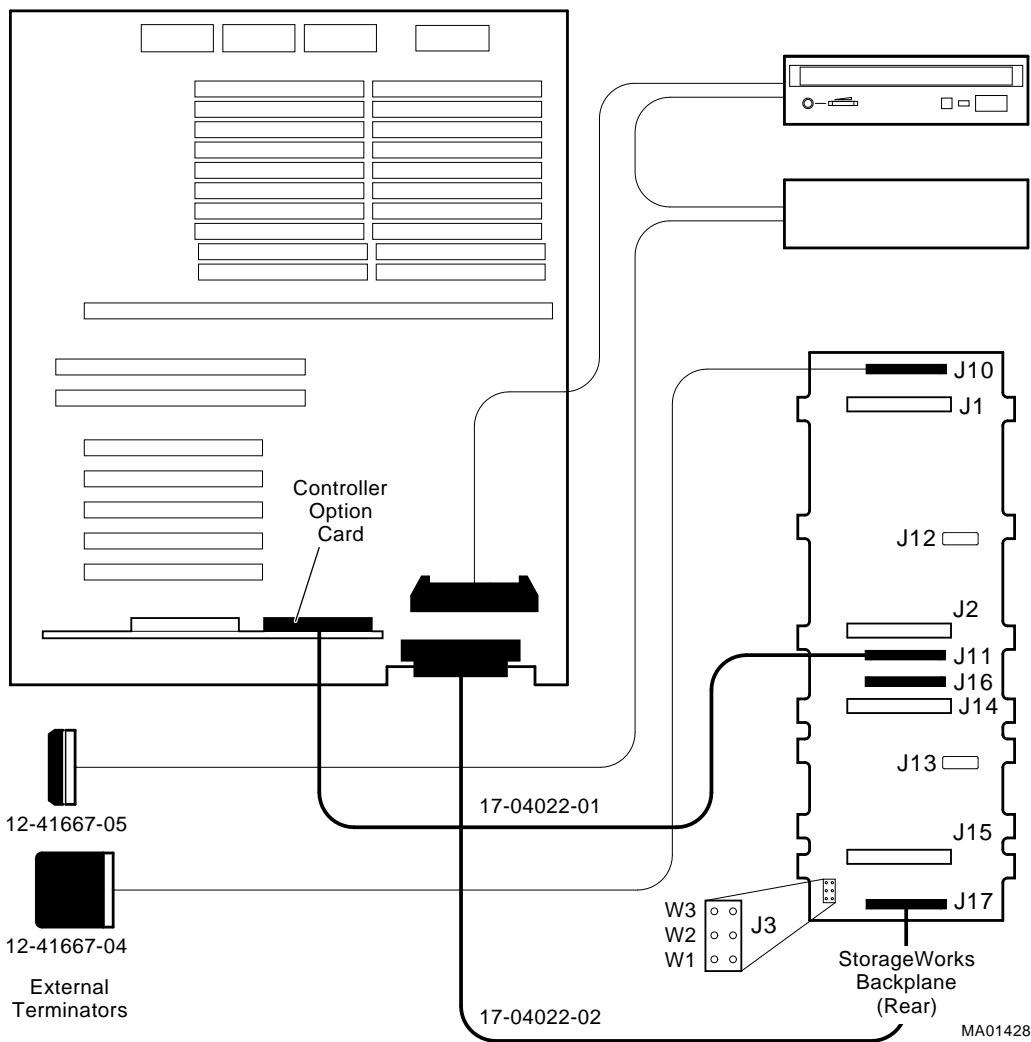 J10
J1
Controller
Option
Card
J12
J2
J11
J16
J14
J13
17-04022-01
12-41667-05
J15
J17
W3
W2
W1
J3
12-41667-04
StorageWorks
Backplane
(Rear)
External
Terminators
17-04022-02
MA01428